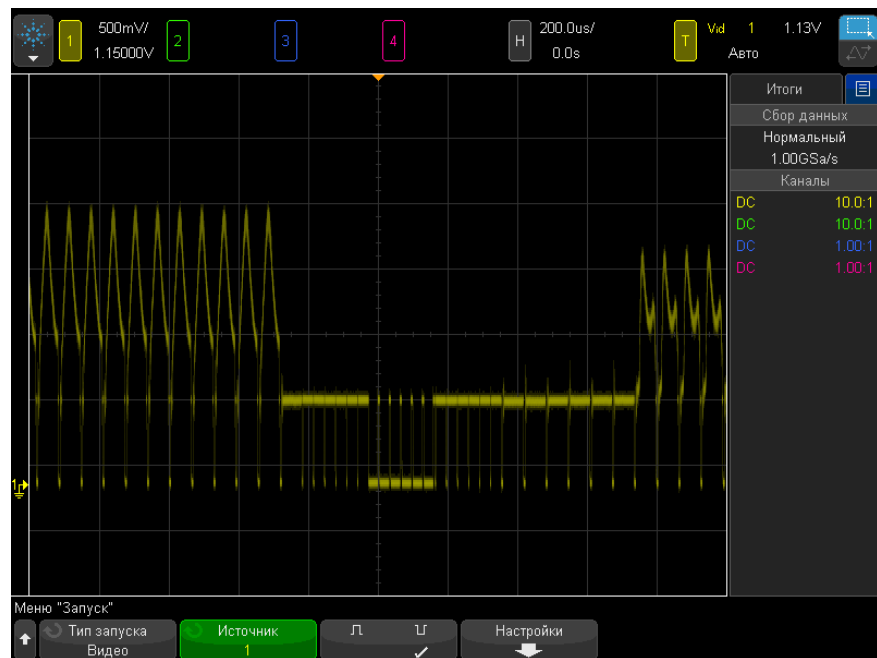 1 500mV/ 2 3 4 H 200.0us/ T Vid 1 1.13V
1.15000V 0.0s Авто
Итоги
Сбор данных
Нормальный
1.00GSa/s
Каналы
DC 10.0:1
DC 10.0:1
DC 1.00:1
DC 1.00:1
1
Меню "Запуск"
Тип запуска Источник Настройки
Видео 1